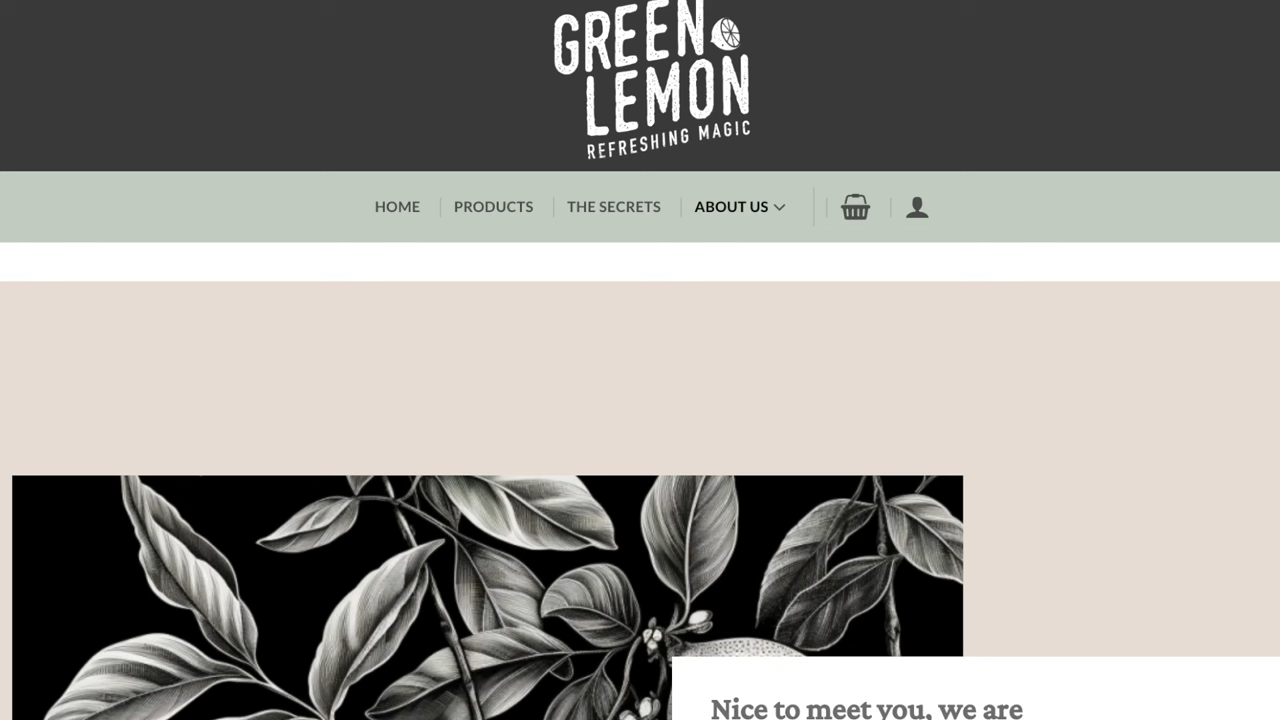 GREEN
LEMON
REFRESHING MAGIC
HOME
PRODUCTS
THE SECRETS
ABOUT US
Nice to meet you, we are